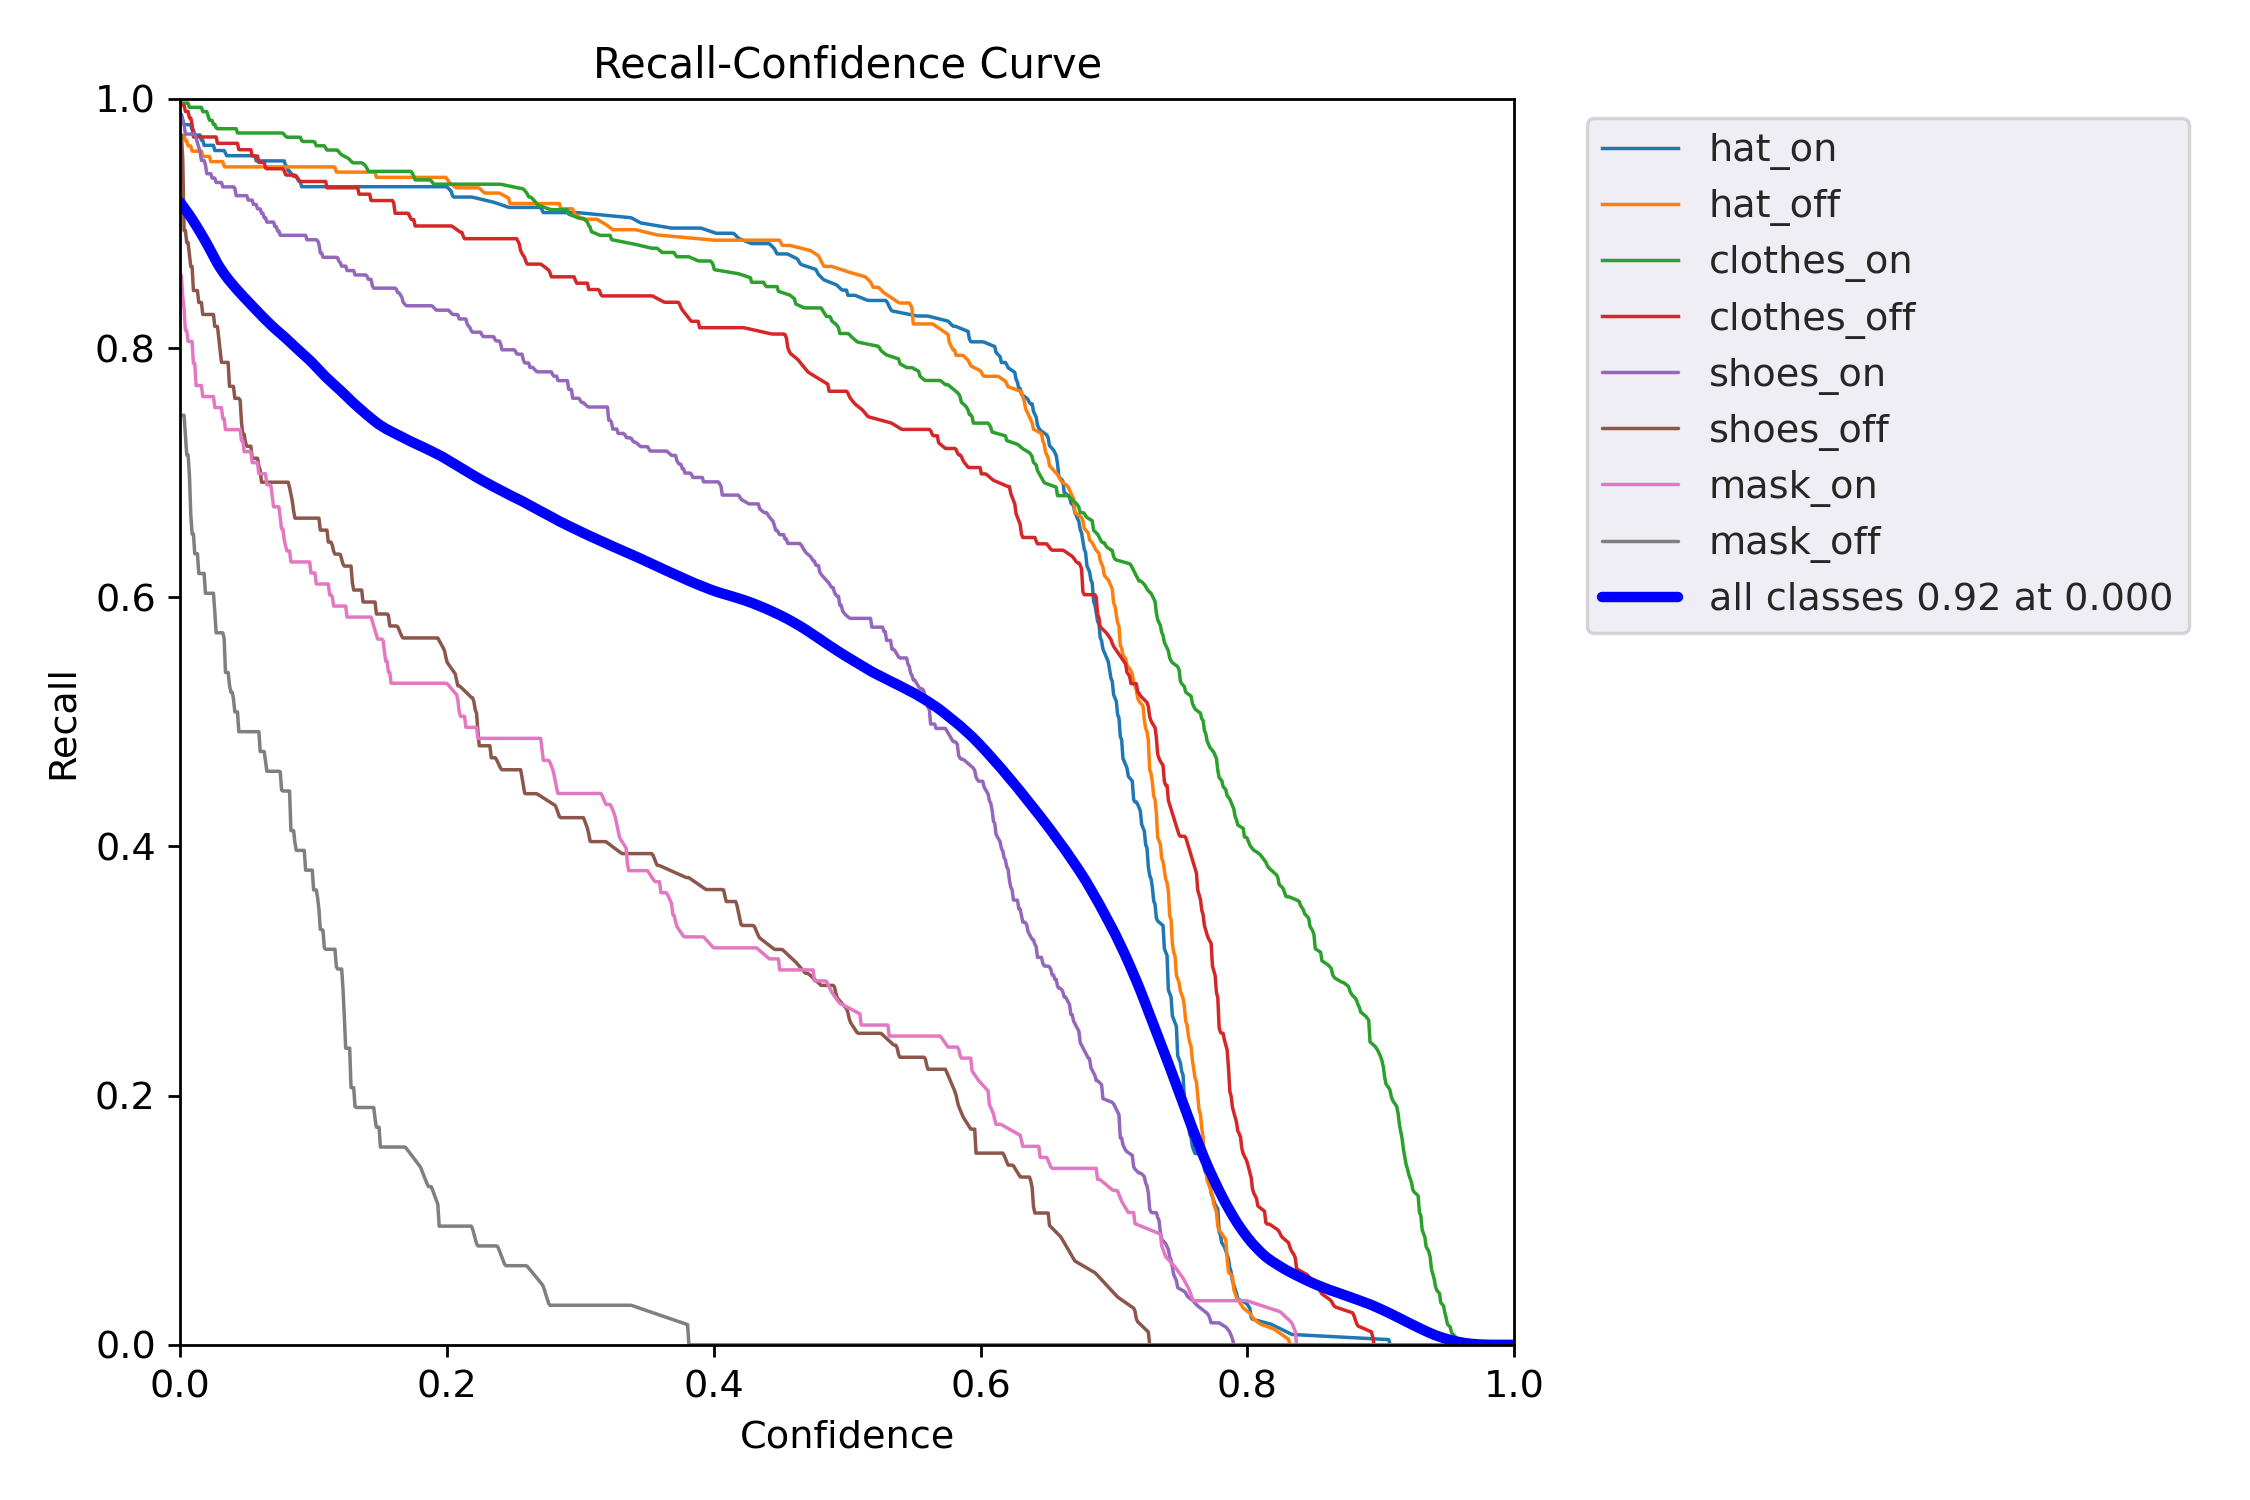 Recall-Confidence Curve
1.0
0.8
0.6
0.4
0.2
0.0
Recall
0.0 0.2 0.4 0.6 0.8 1.0
Confidence
hat_on
hat_off
clothes_on
clothes_off
shoes_on
shoes_off
mask_on
mask_off
all classes 0.92 at 0.000